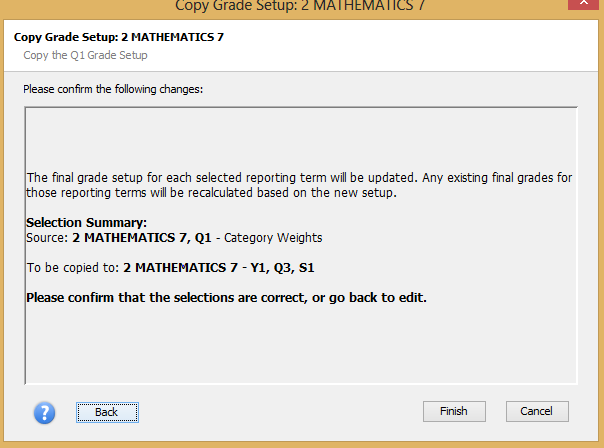 Copy Grade Setup: 2 MATHEMATICS 7
Copy Grade Setup: 2 MATHEMATICS 7
Copy the Q1 Grade Setup
Please confirm the following changes:
The final grade setup for each selected reporting term will be updated. Any existing final grades for
those reporting terms will be recalculated based on the new setup.
Selection Summary:
Source: 2 MATHEMATICS 7, Q1 - Category Weights
To be copied to: 2 MATHEMATICS 7 - Y1, Q3, S1
Please confirm that the selections are correct, or go back to edit.
? Back Finish Cancel